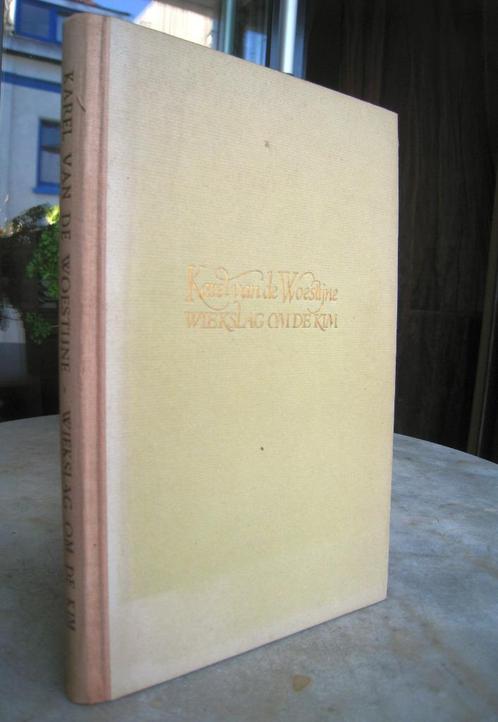 KAREL VAN DE WOESTIJNE · WIEKSLAG OM DE KIM
Karel van de Woestijne
WIEKSLAG OM DE KIM